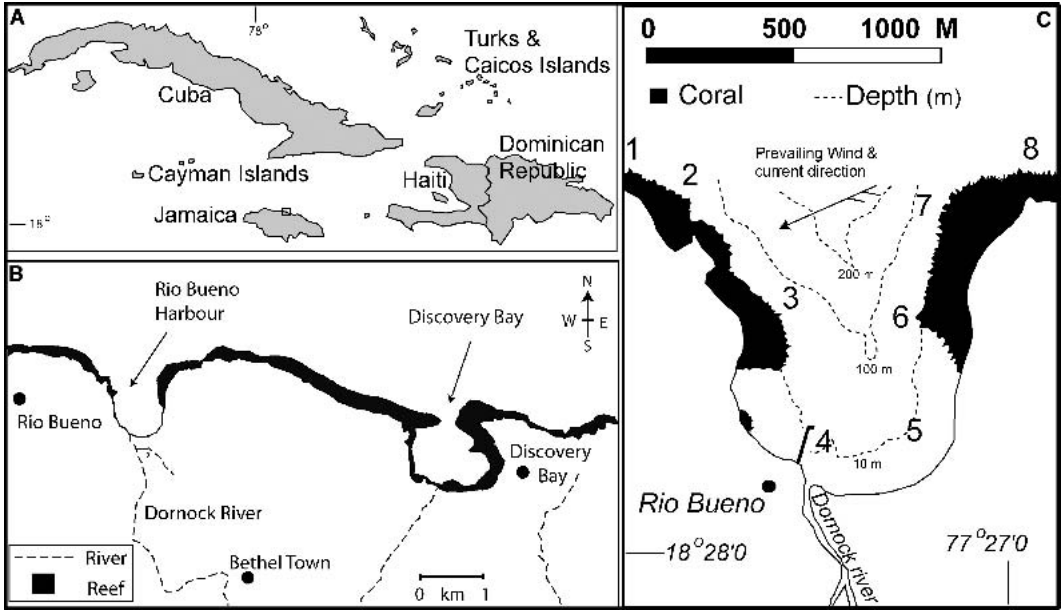 A
78°
Turks &
Caicos Islands
Cuba
Dominican
Republic
Cayman Islands
Haiti
Jamaica
18°
B
Rio Bueno
Harbour
Discovery Bay
N
W E
S
Rio Bueno
Discovery
Bay
Dornock River
Bethel Town
River
Reef
0 km 1
C
0 500 1000 M
Coral
Depth (m)
1
2
Prevailing Wind &
current direction
8
7
200 m
3
6
100 m
4
5
10 m
Rio Bueno
Dornock river
18°28'0
77°27'0